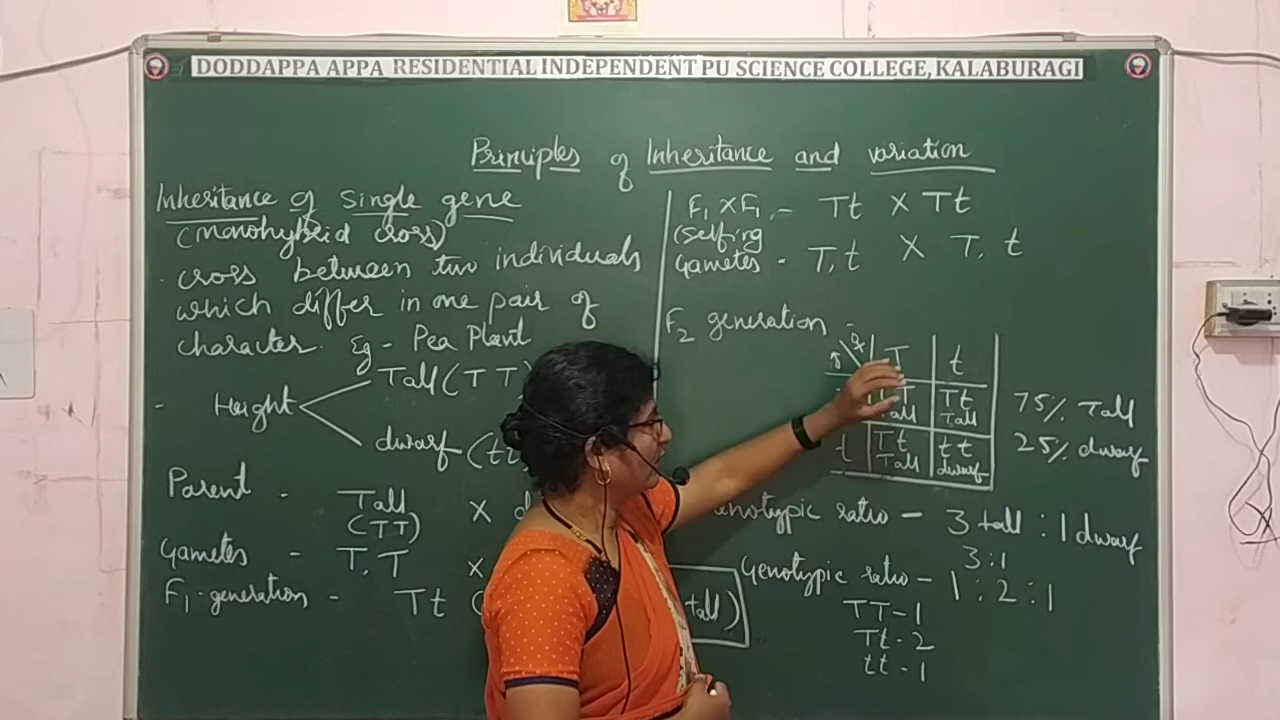 DODDAPPA APPA RESIDENTIAL INDEPENDENT PU SCIENCE COLLEGE, KALABURAGI
Principles of Inheritance and variation
Inheritance of single gene
(monohybrid cross)
. cross between two individuals
which differ in one pair of
character. Eg - Pea Plant
Tall (TT
- Height
dwarf (tt
Parent - Tall X d
(TT)
Gametes - T, T X
F1-generation - Tt (
tall)
F1 X F1 - Tt X Tt
(selfing
Gametes - T, t X T, t
F2 generation -
♂ ♀ T t
T Tt
Tall Tall
t Tt tt
Tall dwarf
75% Tall
25% dwarf
enotypic ratio - 3 tall : 1 dwarf
3:1
Genotypic ratio - 1 : 2 : 1
TT - 1
Tt - 2
tt - 1